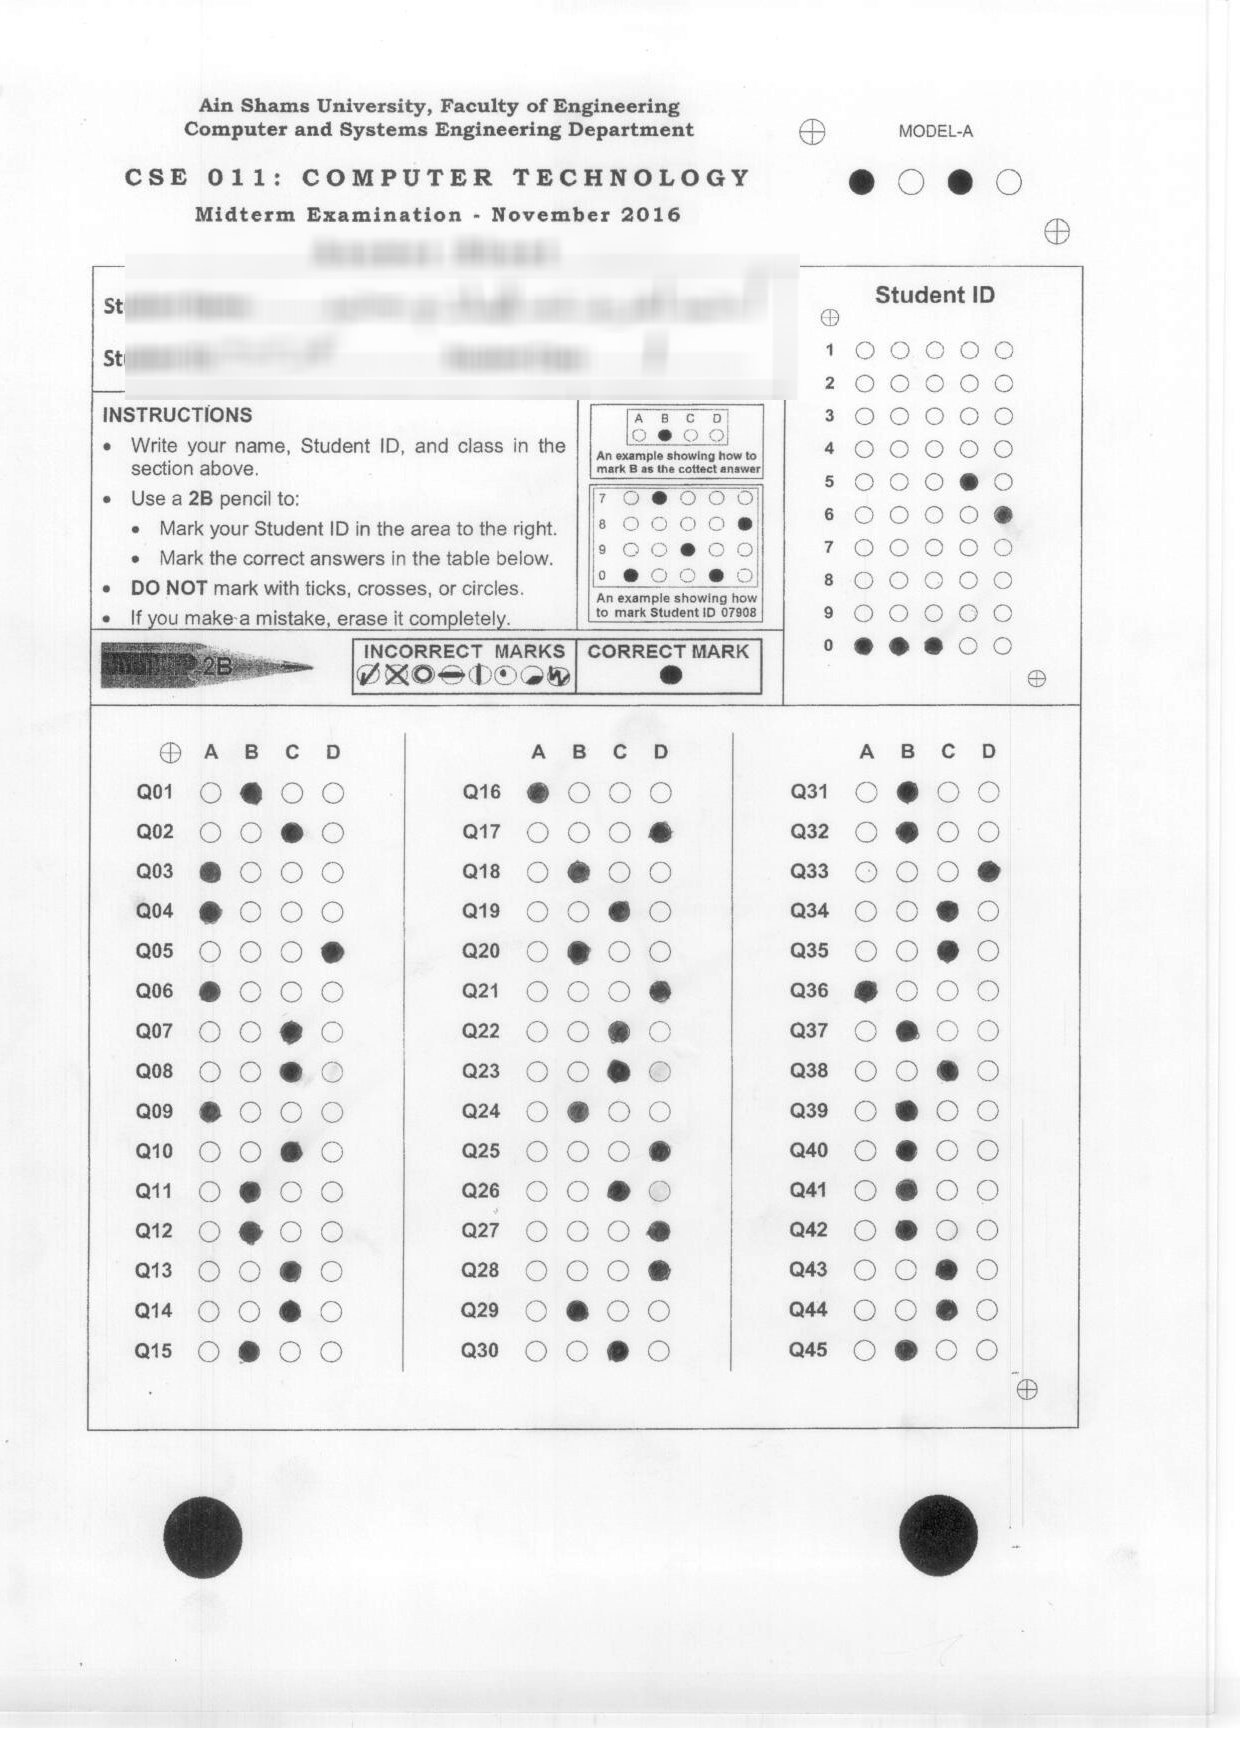 Ain Shams University, Faculty of Engineering
Computer and Systems Engineering Department
MODEL-A
CSE 011: COMPUTER TECHNOLOGY
Midterm Examination - November 2016
St
St
Student ID
1
2
3
4
5
6
7
8
9
0
INSTRUCTIONS
• Write your name, Student ID, and class in the
section above.
• Use a 2B pencil to:
• Mark your Student ID in the area to the right.
• Mark the correct answers in the table below.
• DO NOT mark with ticks, crosses, or circles.
• If you make a mistake, erase it completely.
A B C D
An example showing how to
mark B as the cottect answer
7
8
9
0
An example showing how
to mark Student ID 07908
2B
INCORRECT MARKS
CORRECT MARK
A B C D
Q01
Q02
Q03
Q04
Q05
Q06
Q07
Q08
Q09
Q10
Q11
Q12
Q13
Q14
Q15
A B C D
Q16
Q17
Q18
Q19
Q20
Q21
Q22
Q23
Q24
Q25
Q26
Q27
Q28
Q29
Q30
A B C D
Q31
Q32
Q33
Q34
Q35
Q36
Q37
Q38
Q39
Q40
Q41
Q42
Q43
Q44
Q45